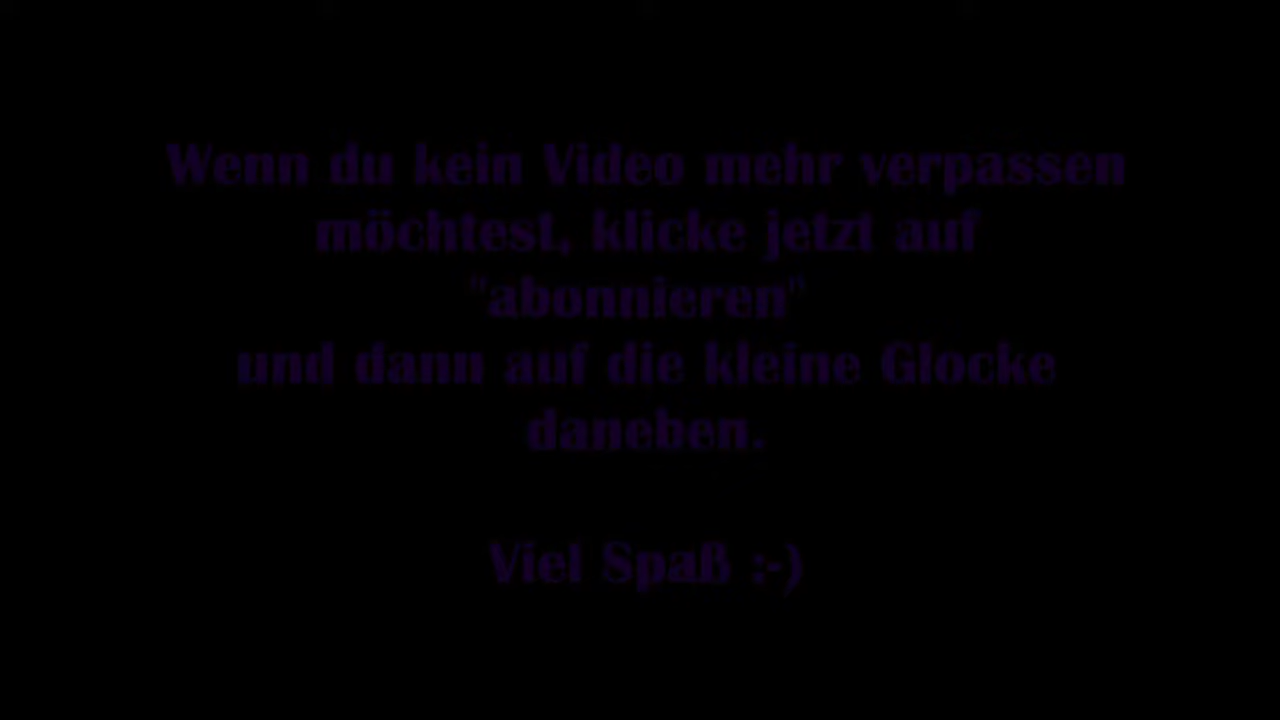 Wenn du kein Video mehr verpassen
möchtest, klicke jetzt auf
"abonnieren"
und dann auf die kleine Glocke
daneben.
Viel Spaß :-)